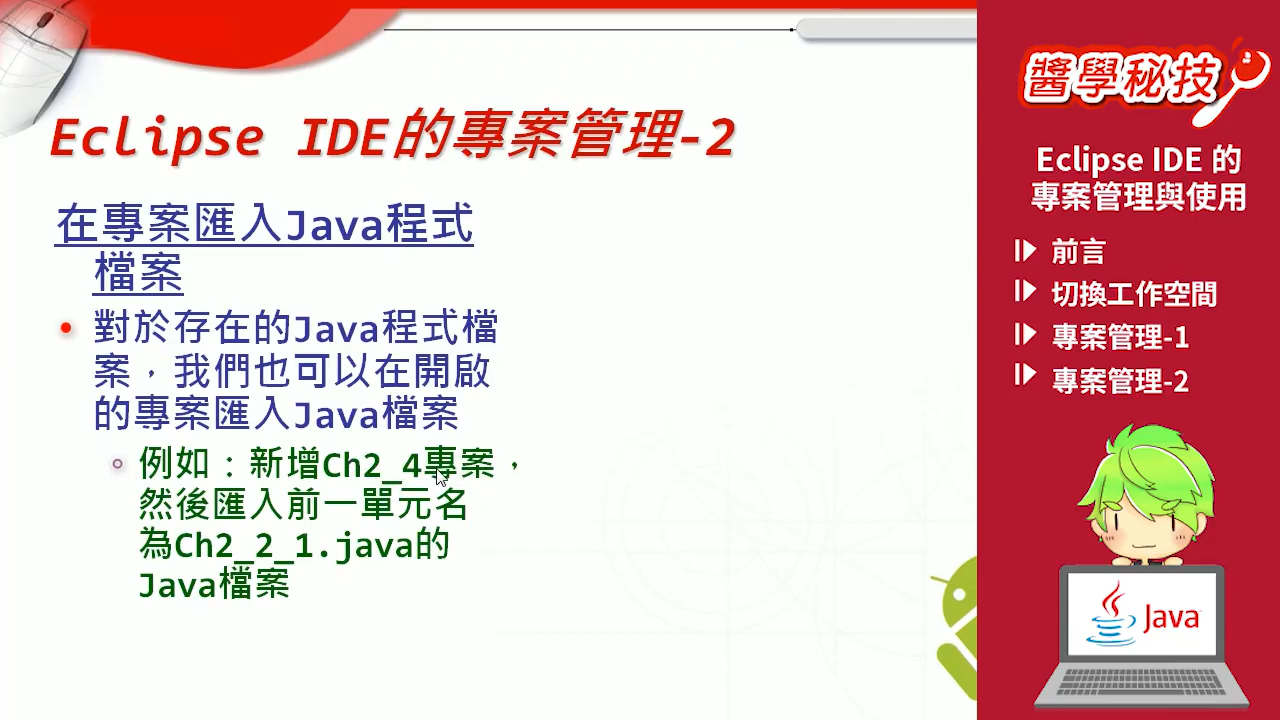 Eclipse IDE的專案管理-2
在專案匯入Java程式
檔案
對於存在的Java程式檔
案，我們也可以在開啟
的專案匯入Java檔案
例如：新增Ch2_4專案，
然後匯入前一單元名
為Ch2_2_1.java的
Java檔案
醬學秘技
Eclipse IDE 的
專案管理與使用
前言
切換工作空間
專案管理-1
專案管理-2
Java